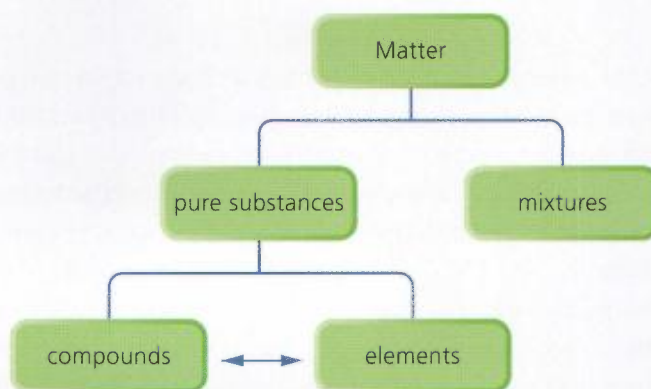 Matter
pure substances
mixtures
compounds
elements